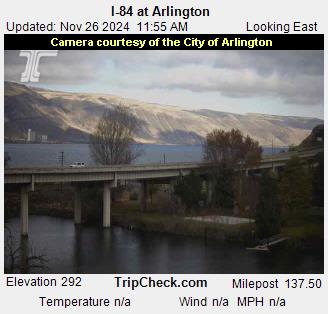 I-84 at Arlington
Updated: Nov 26 2024 11:55 AM Looking East
Camera courtesy of the City of Arlington
Elevation 292 TripCheck.com Milepost 137.50
Temperature n/a Wind n/a MPH n/a